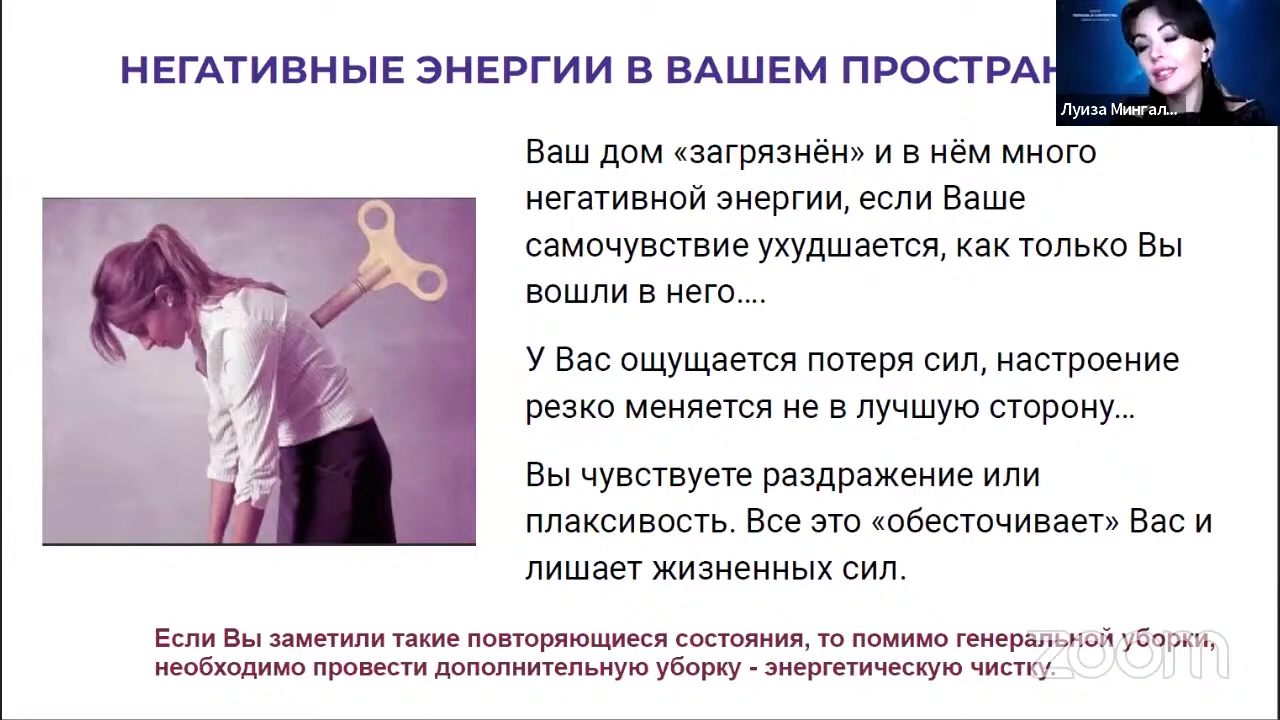 НЕГАТИВНЫЕ ЭНЕРГИИ В ВАШЕМ
Луиза Мингал...
Ваш дом «загрязнён» и в нём много
негативной энергии, если Ваше
самочувствие ухудшается, как только Вы
вошли в него....
У Вас ощущается потеря сил, настроение
резко меняется не в лучшую сторону...
Вы чувствуете раздражение или
плаксивость. Все это «обесточивает» Вас и
лишает жизненных сил.
Если Вы заметили такие повторяющиеся состояния, то помимо генеральной уборки,
необходимо провести дополнительную уборку - энергетическую чистку.
zoom